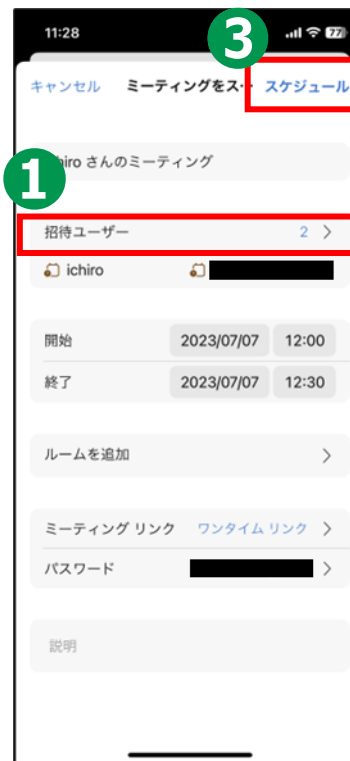 11:28 77
3
キャンセル ミーティングをス… スケジュール
hiro さんのミーティング
1
招待ユーザー 2
ichiro
開始 2023/07/07 12:00
終了 2023/07/07 12:30
ルームを追加
ミーティング リンク ワンタイム リンク
パスワード
説明